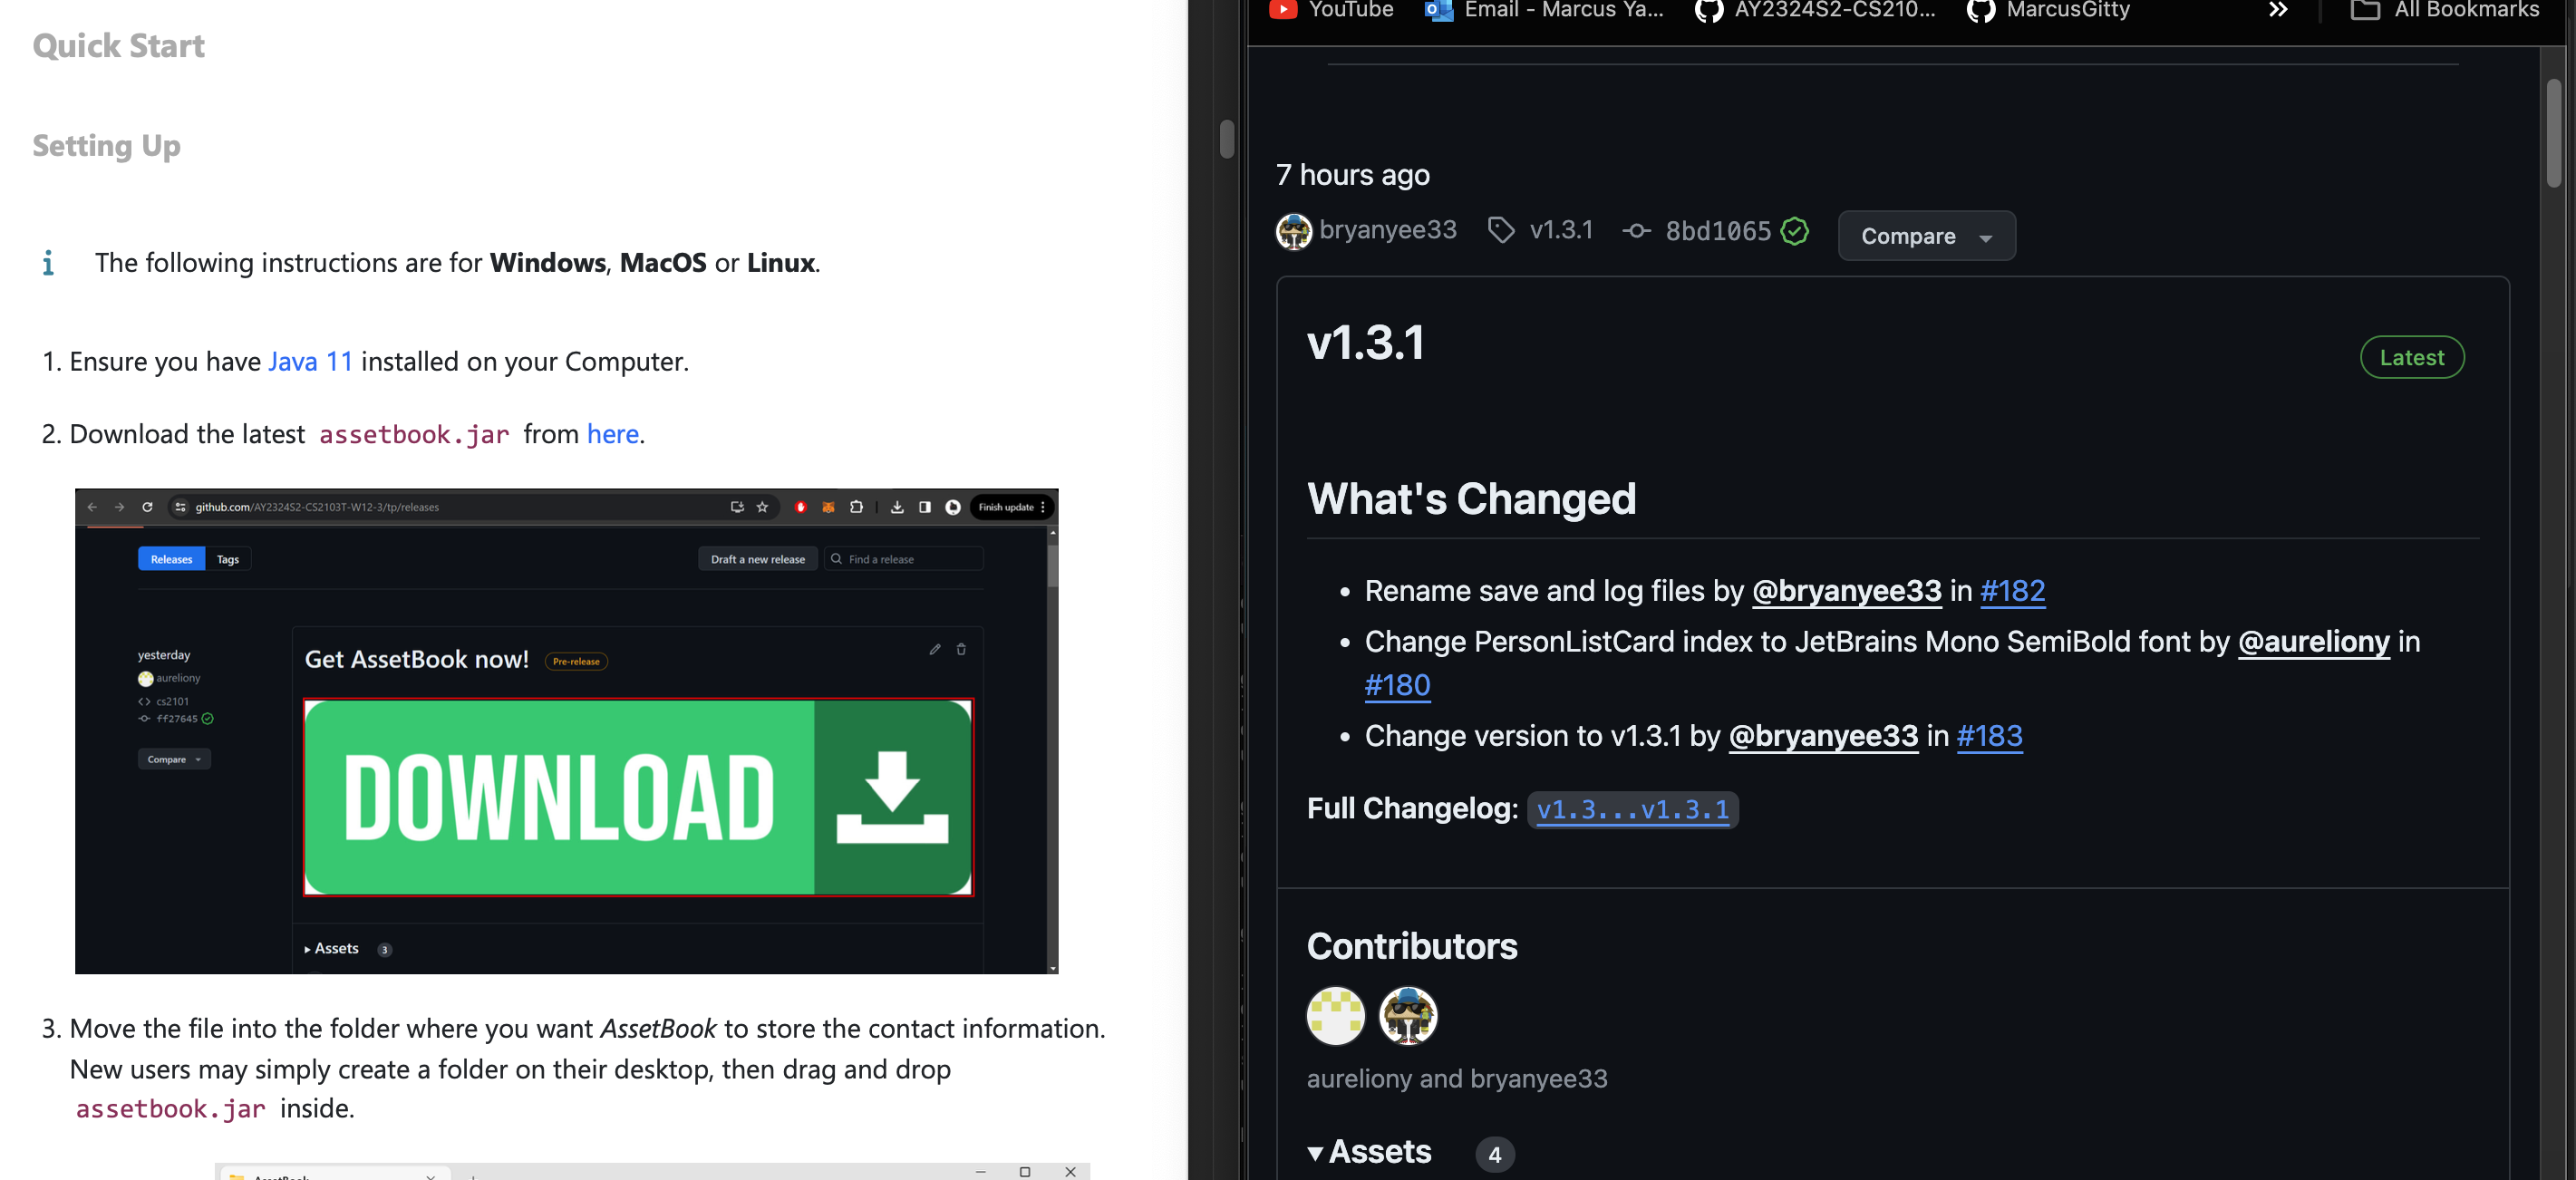 Quick Start
Setting Up
i The following instructions are for Windows, MacOS or Linux.
1. Ensure you have Java 11 installed on your Computer.
2. Download the latest assetbook.jar from here.
github.com/AY2324S2-CS2103T-W12-3/tp/releases
Finish update
Releases Tags
Draft a new release
Find a release
yesterday
aureliony
cs2101
ff27645
Compare
Get AssetBook now! Pre-release
DOWNLOAD
Assets 3
3. Move the file into the folder where you want AssetBook to store the contact information.
New users may simply create a folder on their desktop, then drag and drop
assetbook.jar inside.
AssetBook
YouTube
Email - Marcus Ya...
AY2324S2-CS210...
MarcusGitty
All Bookmarks
7 hours ago
bryanyee33 v1.3.1 8bd1065 Compare
v1.3.1
Latest
What's Changed
• Rename save and log files by @bryanyee33 in #182
• Change PersonListCard index to JetBrains Mono SemiBold font by @aureliony in
#180
• Change version to v1.3.1 by @bryanyee33 in #183
Full Changelog: v1.3...v1.3.1
Contributors
aureliony and bryanyee33
Assets 4